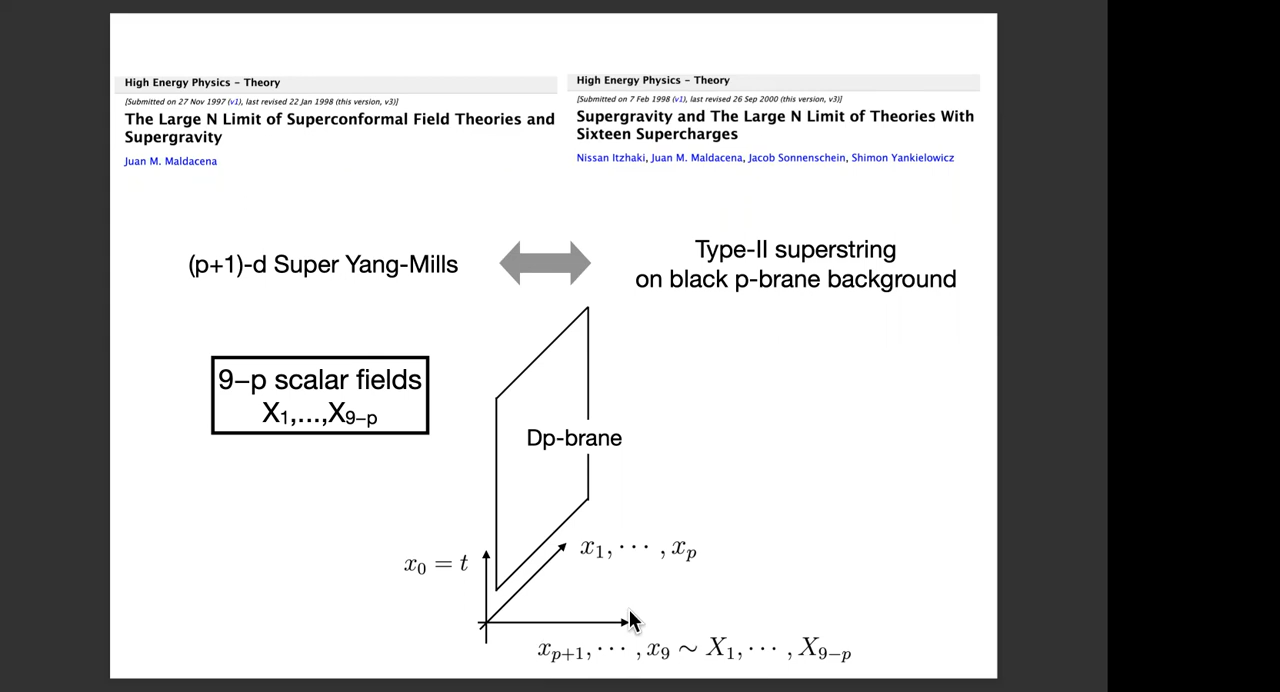 High Energy Physics – Theory
[Submitted on 27 Nov 1997 (v1), last revised 22 Jan 1998 (this version, v3)]
The Large N Limit of Superconformal Field Theories and
Supergravity
Juan M. Maldacena
High Energy Physics – Theory
[Submitted on 7 Feb 1998 (v1), last revised 26 Sep 2000 (this version, v3)]
Supergravity and The Large N Limit of Theories With
Sixteen Supercharges
Nissan Itzhaki, Juan M. Maldacena, Jacob Sonnenschein, Shimon Yankielowicz
(p+1)-d Super Yang-Mills
Type-II superstring
on black p-brane background
9–p scalar fields
X₁,...,X₉₋ₚ
Dp-brane
x₀ = t
x₁, ⋯ , xₚ
xₚ₊₁, ⋯ , x₉ ∼ X₁, ⋯ , X₉₋ₚ